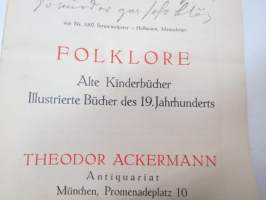 FOLKLORE
Alte Kinderbücher
Illustrierte Bücher des 19. Jahrhunderts
THEODOR ACKERMANN
Antiquariat
München, Promenadeplatz 10